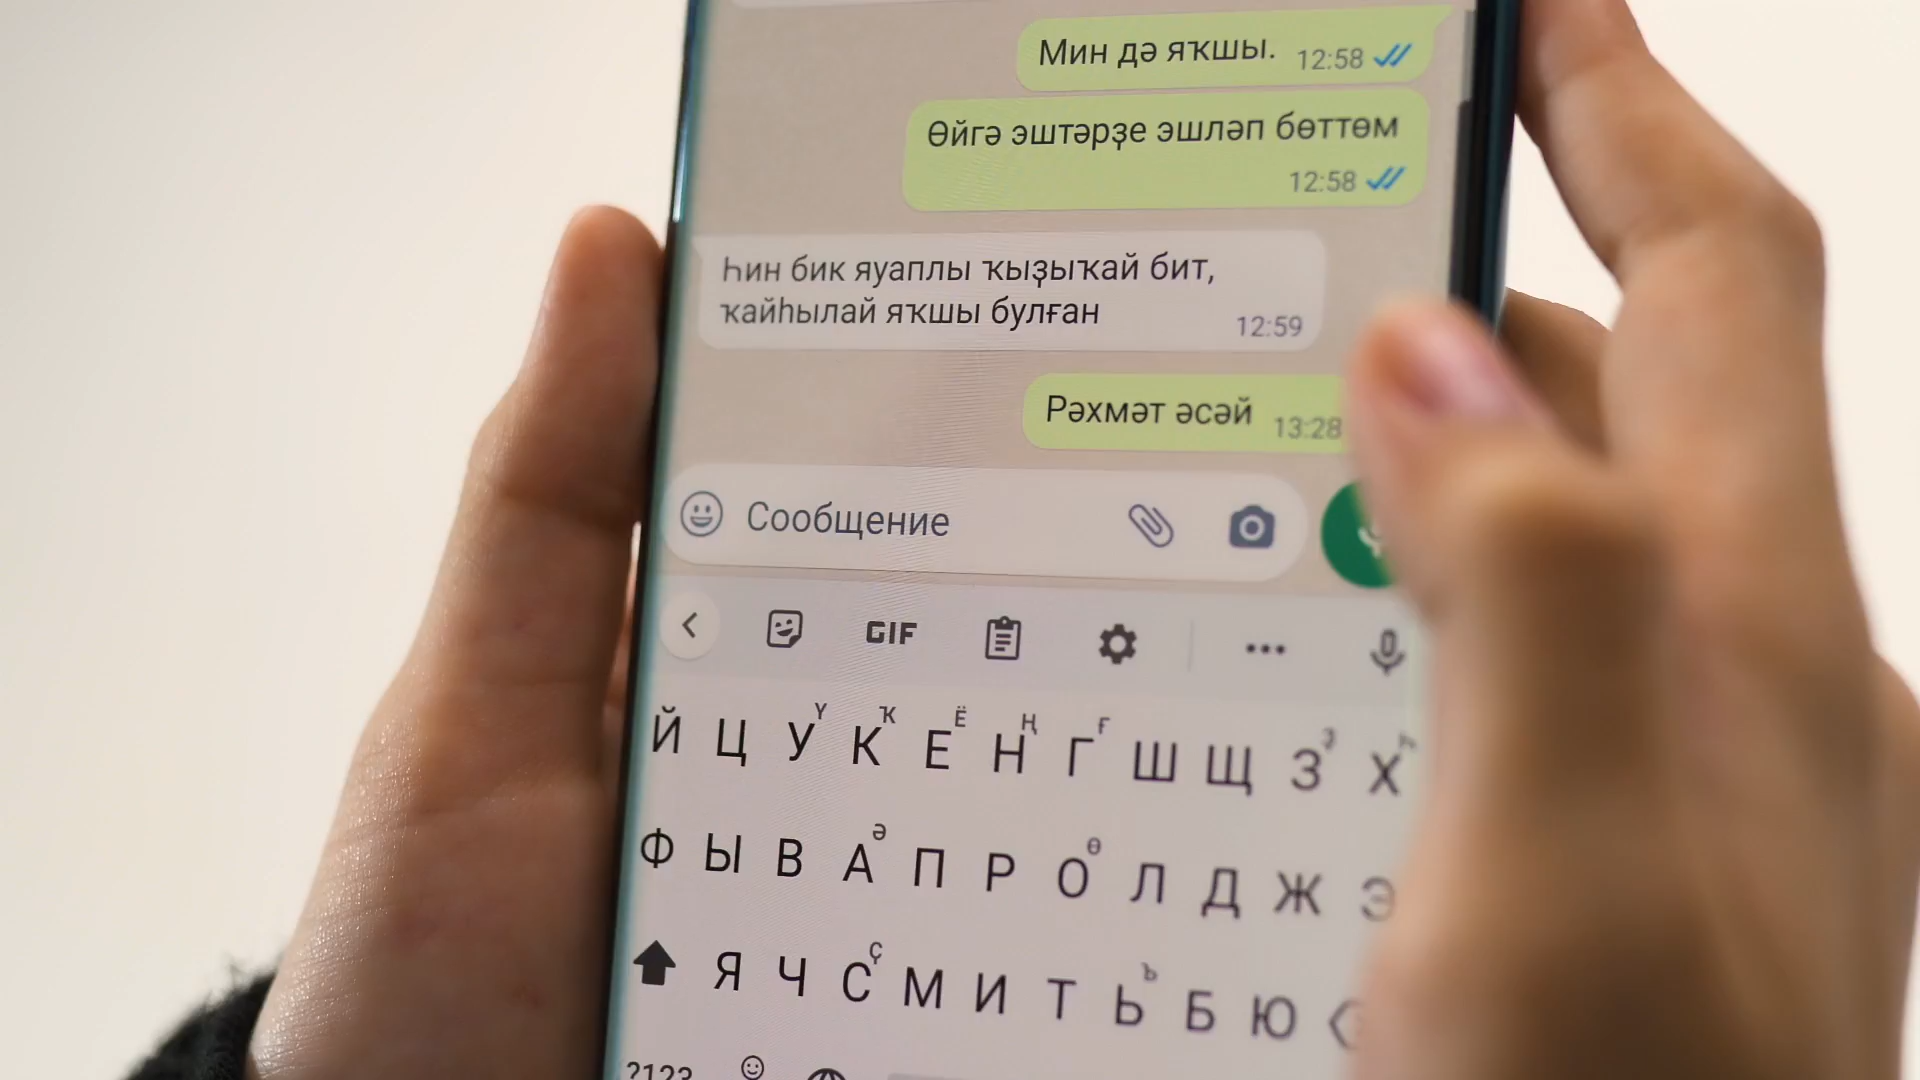 Мин дә яҡшы. 12:58
Өйгә эштәрҙе эшләп бөттөм
12:58
Һин бик яуаплы ҡыҙыҡай бит,
ҡайһылай яҡшы булған 12:59
Рәхмәт әсәй 13:28
Сообщение
GIF
Й Ц У Ү К Ҡ Е Ё Н Ң Г Ғ Ш Щ З Ҙ Х Һ
Ф Ы В А Ә П Р О Ө Л Д Ж Э
Я Ч С Ҫ М И Т Ь Ъ Б Ю
?123